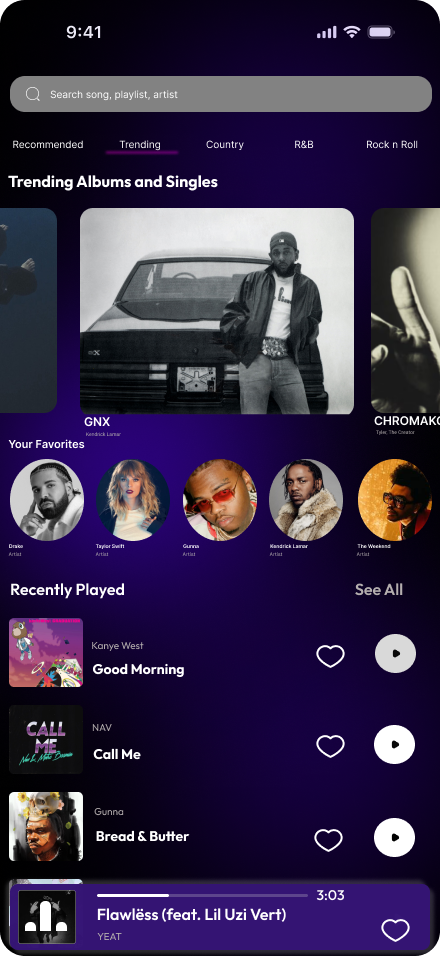 9:41
Search song, playlist, artist
Recommended Trending Country R&B Rock n Roll
Trending Albums and Singles
GNX
Kendrick Lamar
CHROMAK
Tyler, The Creator
Your Favorites
Drake Taylor Swift Gunna Kendrick Lamar The Weekend
Artist Artist Artist Artist Artist
Recently Played See All
Kanye West
Good Morning
CALL
ME
NAV
Call Me
Gunna
Bread & Butter
3:03
Flawlëss (feat. Lil Uzi Vert)
YEAT